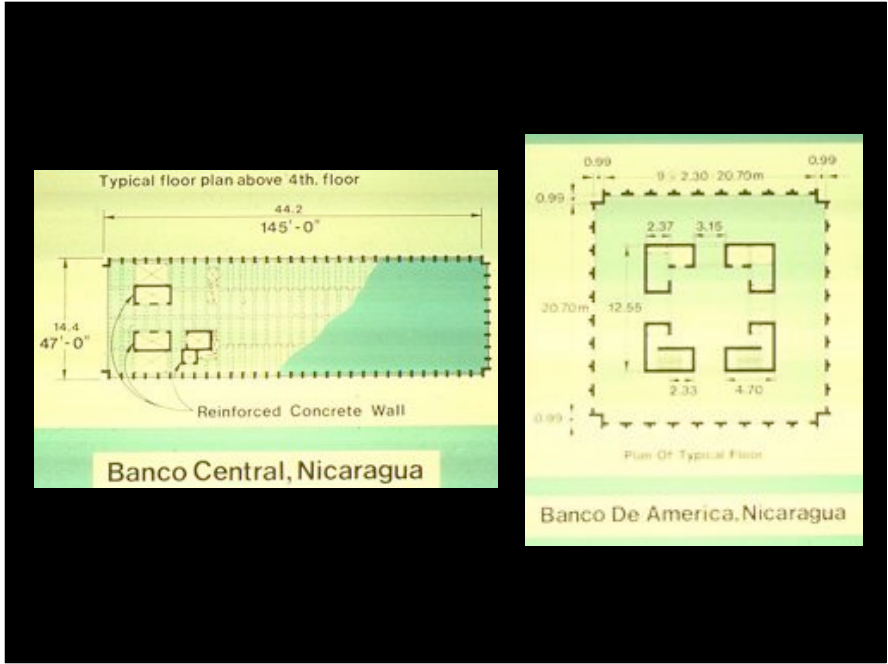 Typical floor plan above 4th. floor
44.2
145'-0"
14.4
47'-0"
Reinforced Concrete Wall
Banco Central, Nicaragua
0.99 0.99
9 - 2.30 20.70m
0.99
2.37 3.15
20.70m 12.55
2.33 4.70
0.99
Plan Of Typical Floor
Banco De America, Nicaragua